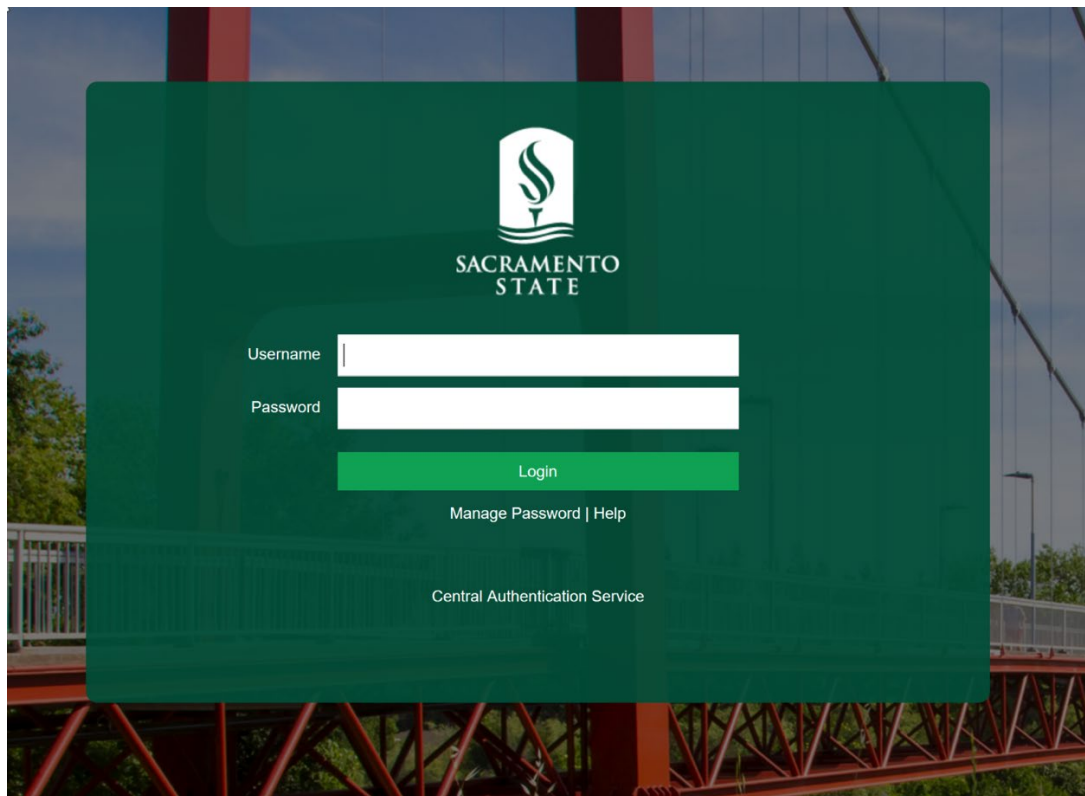 SACRAMENTO
STATE
Username
Password
Login
Manage Password | Help
Central Authentication Service